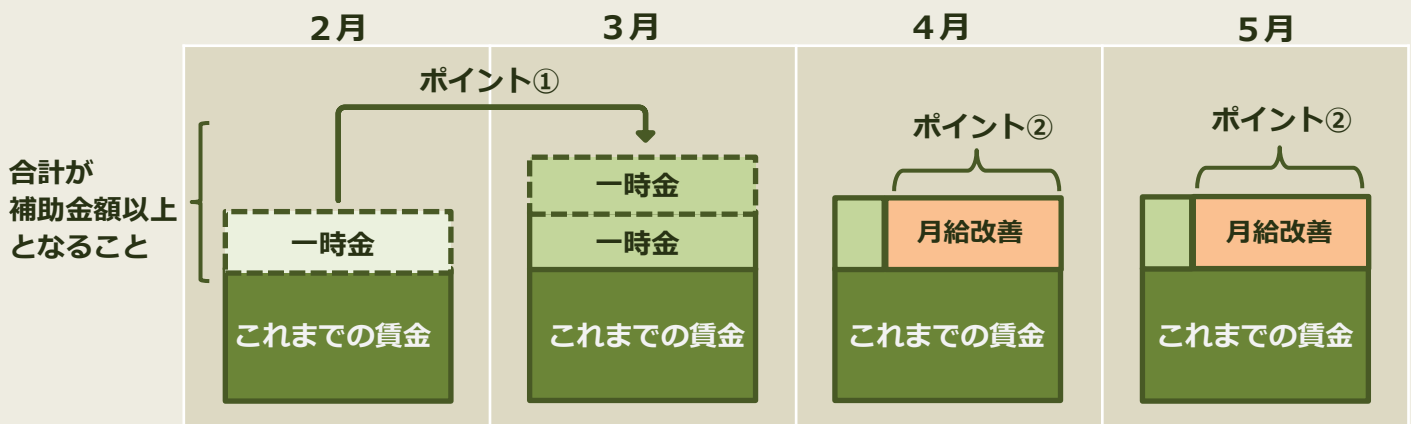 2月
3月
4月
5月
ポイント①
ポイント②
ポイント②
合計が
補助金額以上
となること
一時金
一時金
一時金
月給改善
月給改善
これまでの賃金
これまでの賃金
これまでの賃金
これまでの賃金